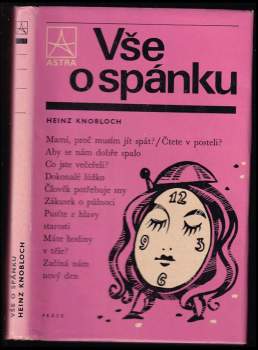 ASTRA
Vše
o spánku
HEINZ KNOBLOCH
Mami, proč musím jít spát?/Čtete v posteli?
Aby se nám dobře spalo
Co jste večeřeli?
Dokonalé lůžko
Člověk potřebuje sny
Zákusek o půlnoci
Pusťte z hlavy
starosti
Máte hodiny
v těle?
Začíná nám
nový den
12
9
3
6
PRÁCE
VŠE O SPÁNKU
HEINZ KNOBLOCH